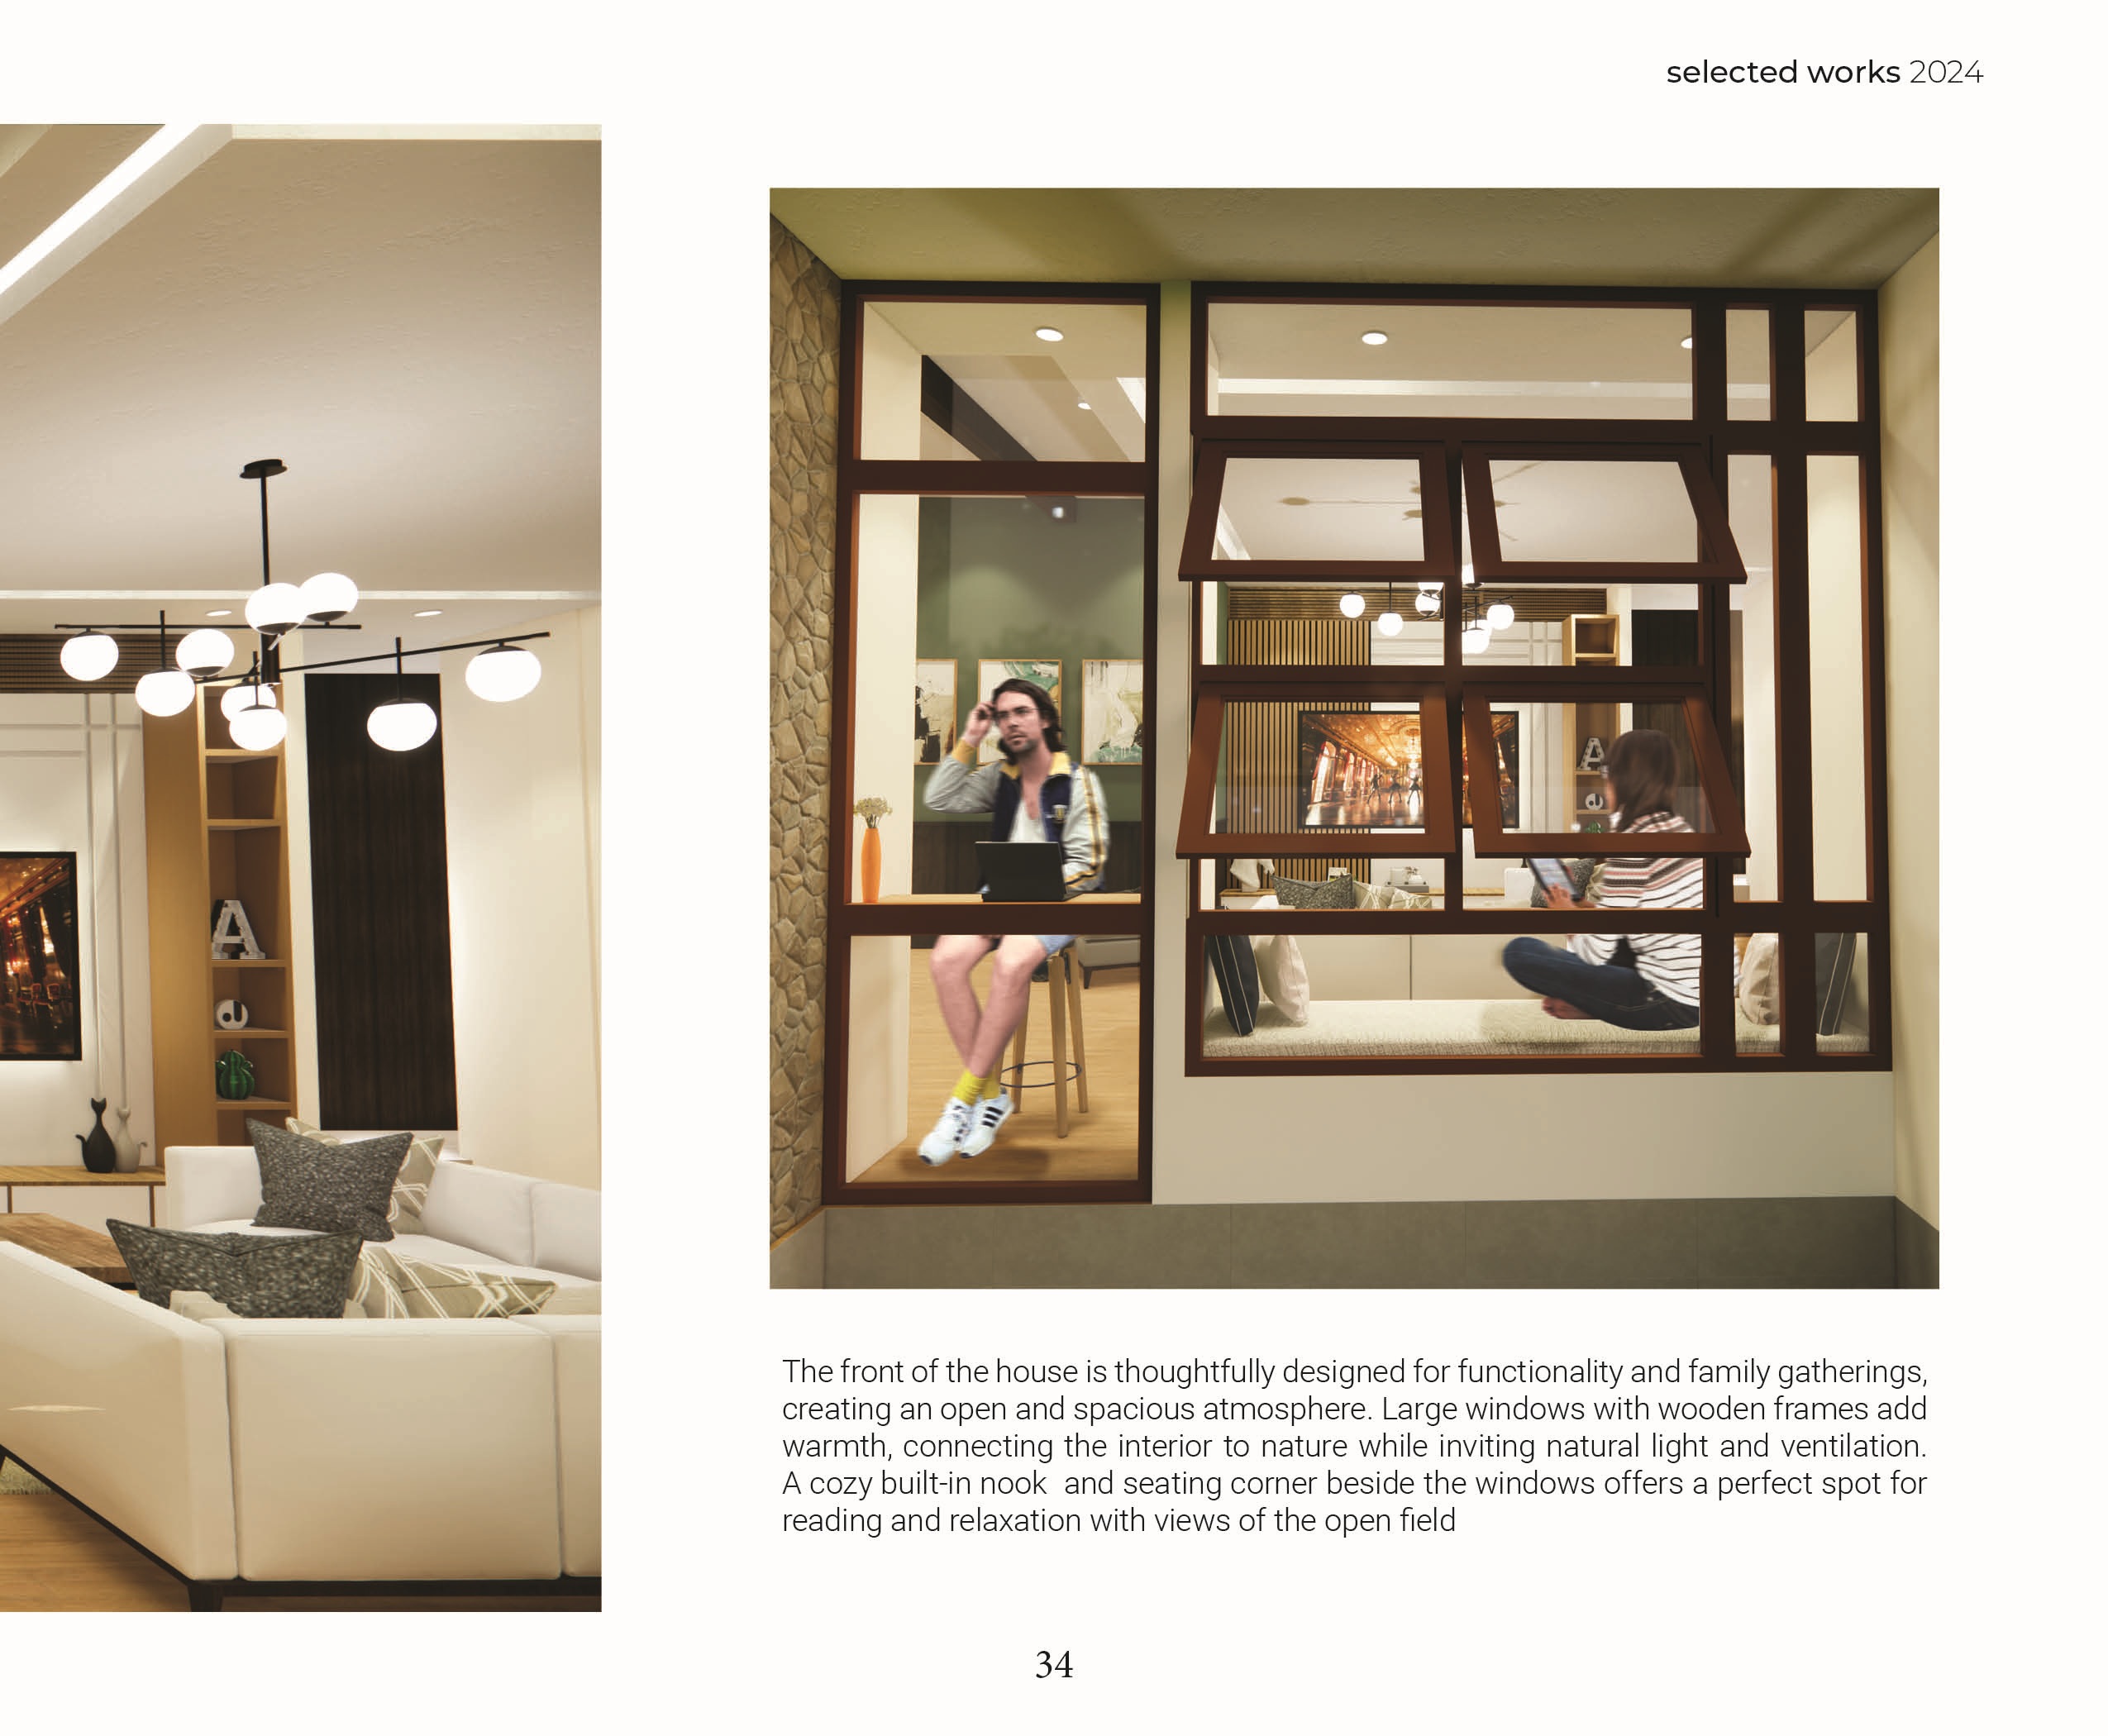 selected works 2024
A
a
The front of the house is thoughtfully designed for functionality and family gatherings,
creating an open and spacious atmosphere. Large windows with wooden frames add
warmth, connecting the interior to nature while inviting natural light and ventilation.
A cozy built-in nook  and seating corner beside the windows offers a perfect spot for
reading and relaxation with views of the open field
34